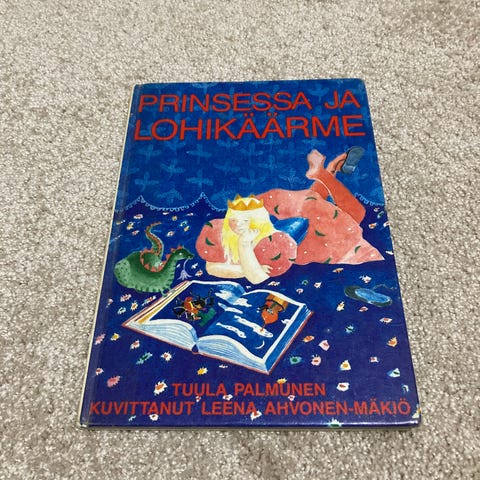 PRINSESSA JA
LOHIKÄÄRME
TUULA PALMUNEN
KUVITTANUT LEENA AHVONEN-MÄKIÖ